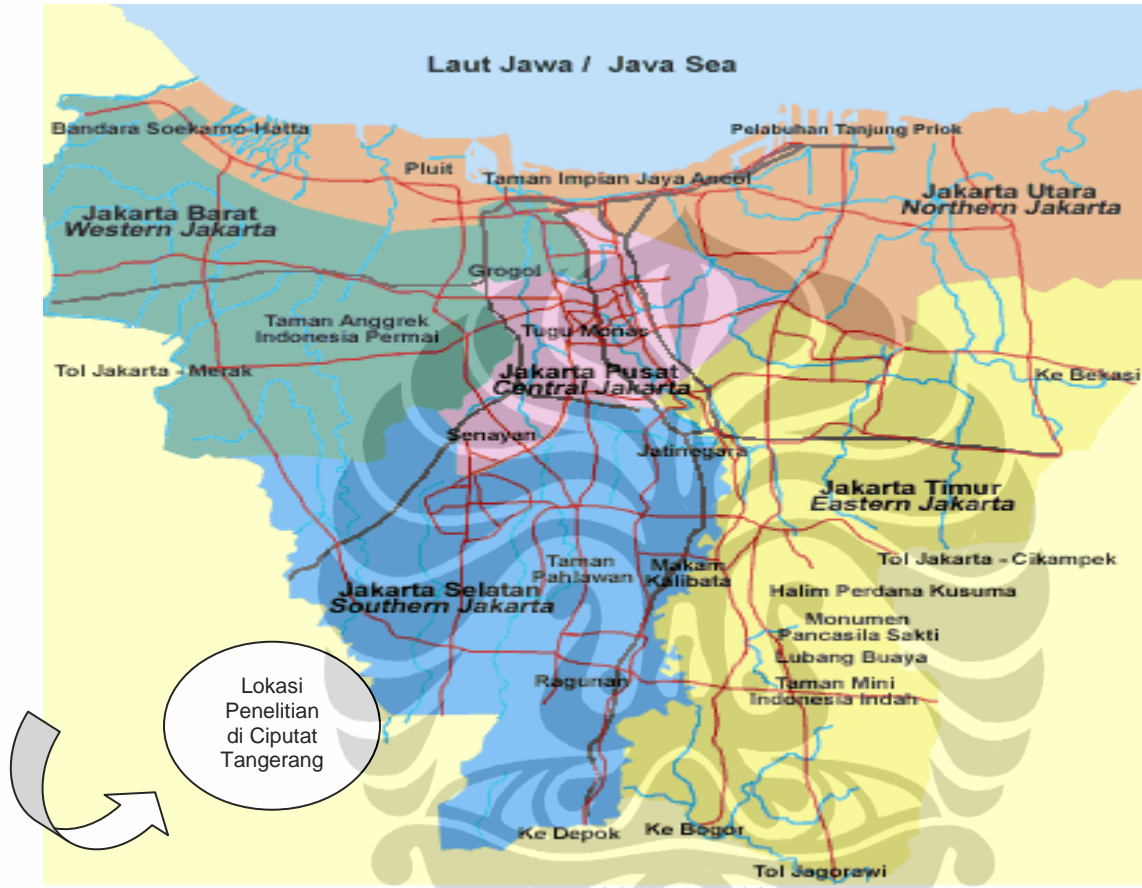 Laut Jawa / Java Sea
Bandara Soekarno-Hatta
Pelabuhan Tanjung Priok
Pluit
Taman Impian Jaya Ancol
Jakarta Utara
Northern Jakarta
Jakarta Barat
Western Jakarta
Grogol
Taman Anggrek
Indonesia Permai
Tugu Monas
Tol Jakarta - Merak
Jakarta Pusat
Central Jakarta
Ke Bekasi
Senayan
Jatinegara
Jakarta Timur
Eastern Jakarta
Tol Jakarta - Cikampek
Taman
Pahlawan
Makam
Kalibata
Jakarta Selatan
Southern Jakarta
Halim Perdana Kusuma
Monumen
Pancasila Sakti
Lubang Buaya
Ragunan
Taman Mini
Indonesia Indah
Lokasi
Penelitian
di Ciputat
Tangerang
Ke Depok
Ke Bogor
Tol Jagorawi